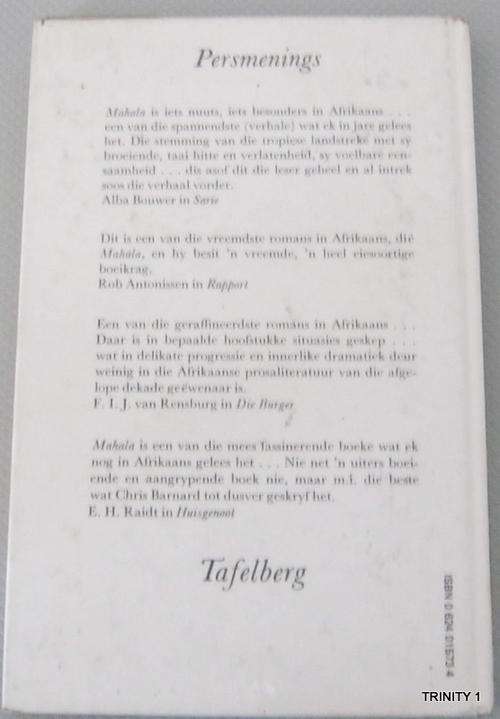 Persmenings
Mahala is iets nuuts, iets besonders in Afrikaans . . .
een van die spannendste (verhale) wat ek in jare gelees
het. Die stemming van die tropiese landstreke met sy
broeiende, taai hitte en verlatenheid, sy voelbare een-
saamheid . . . dis asof dit die leser geheel en al intrek
soos die verhaal vorder.
Alba Bouwer in Sarie
Dit is een van die vreemdste romans in Afrikaans, dié
Mahala, en hy besit 'n vreemde, 'n heel eiesoortige
boeikrag.
Rob Antonissen in Rapport
Een van die geraffineerdste romans in Afrikaans . . .
Daar is in bepaalde hoofstukke situasies geskep . . .
wat in delikate progressie en innerlike dramatiek deur
weinig in die Afrikaanse prosaliteratuur van die afge-
lope dekade geëwenaar is.
F. I. J. van Rensburg in Die Burger
Mahala is een van die mees fassinerende boeke wat ek
nog in Afrikaans gelees het . . . Nie net 'n uiters boei-
ende en aangrypende boek nie, maar m.i. die beste
wat Chris Barnard tot dusver geskryf het.
E. H. Raidt in Huisgenoot
Tafelberg
ISBN 0 624 01573 4
TRINITY 1